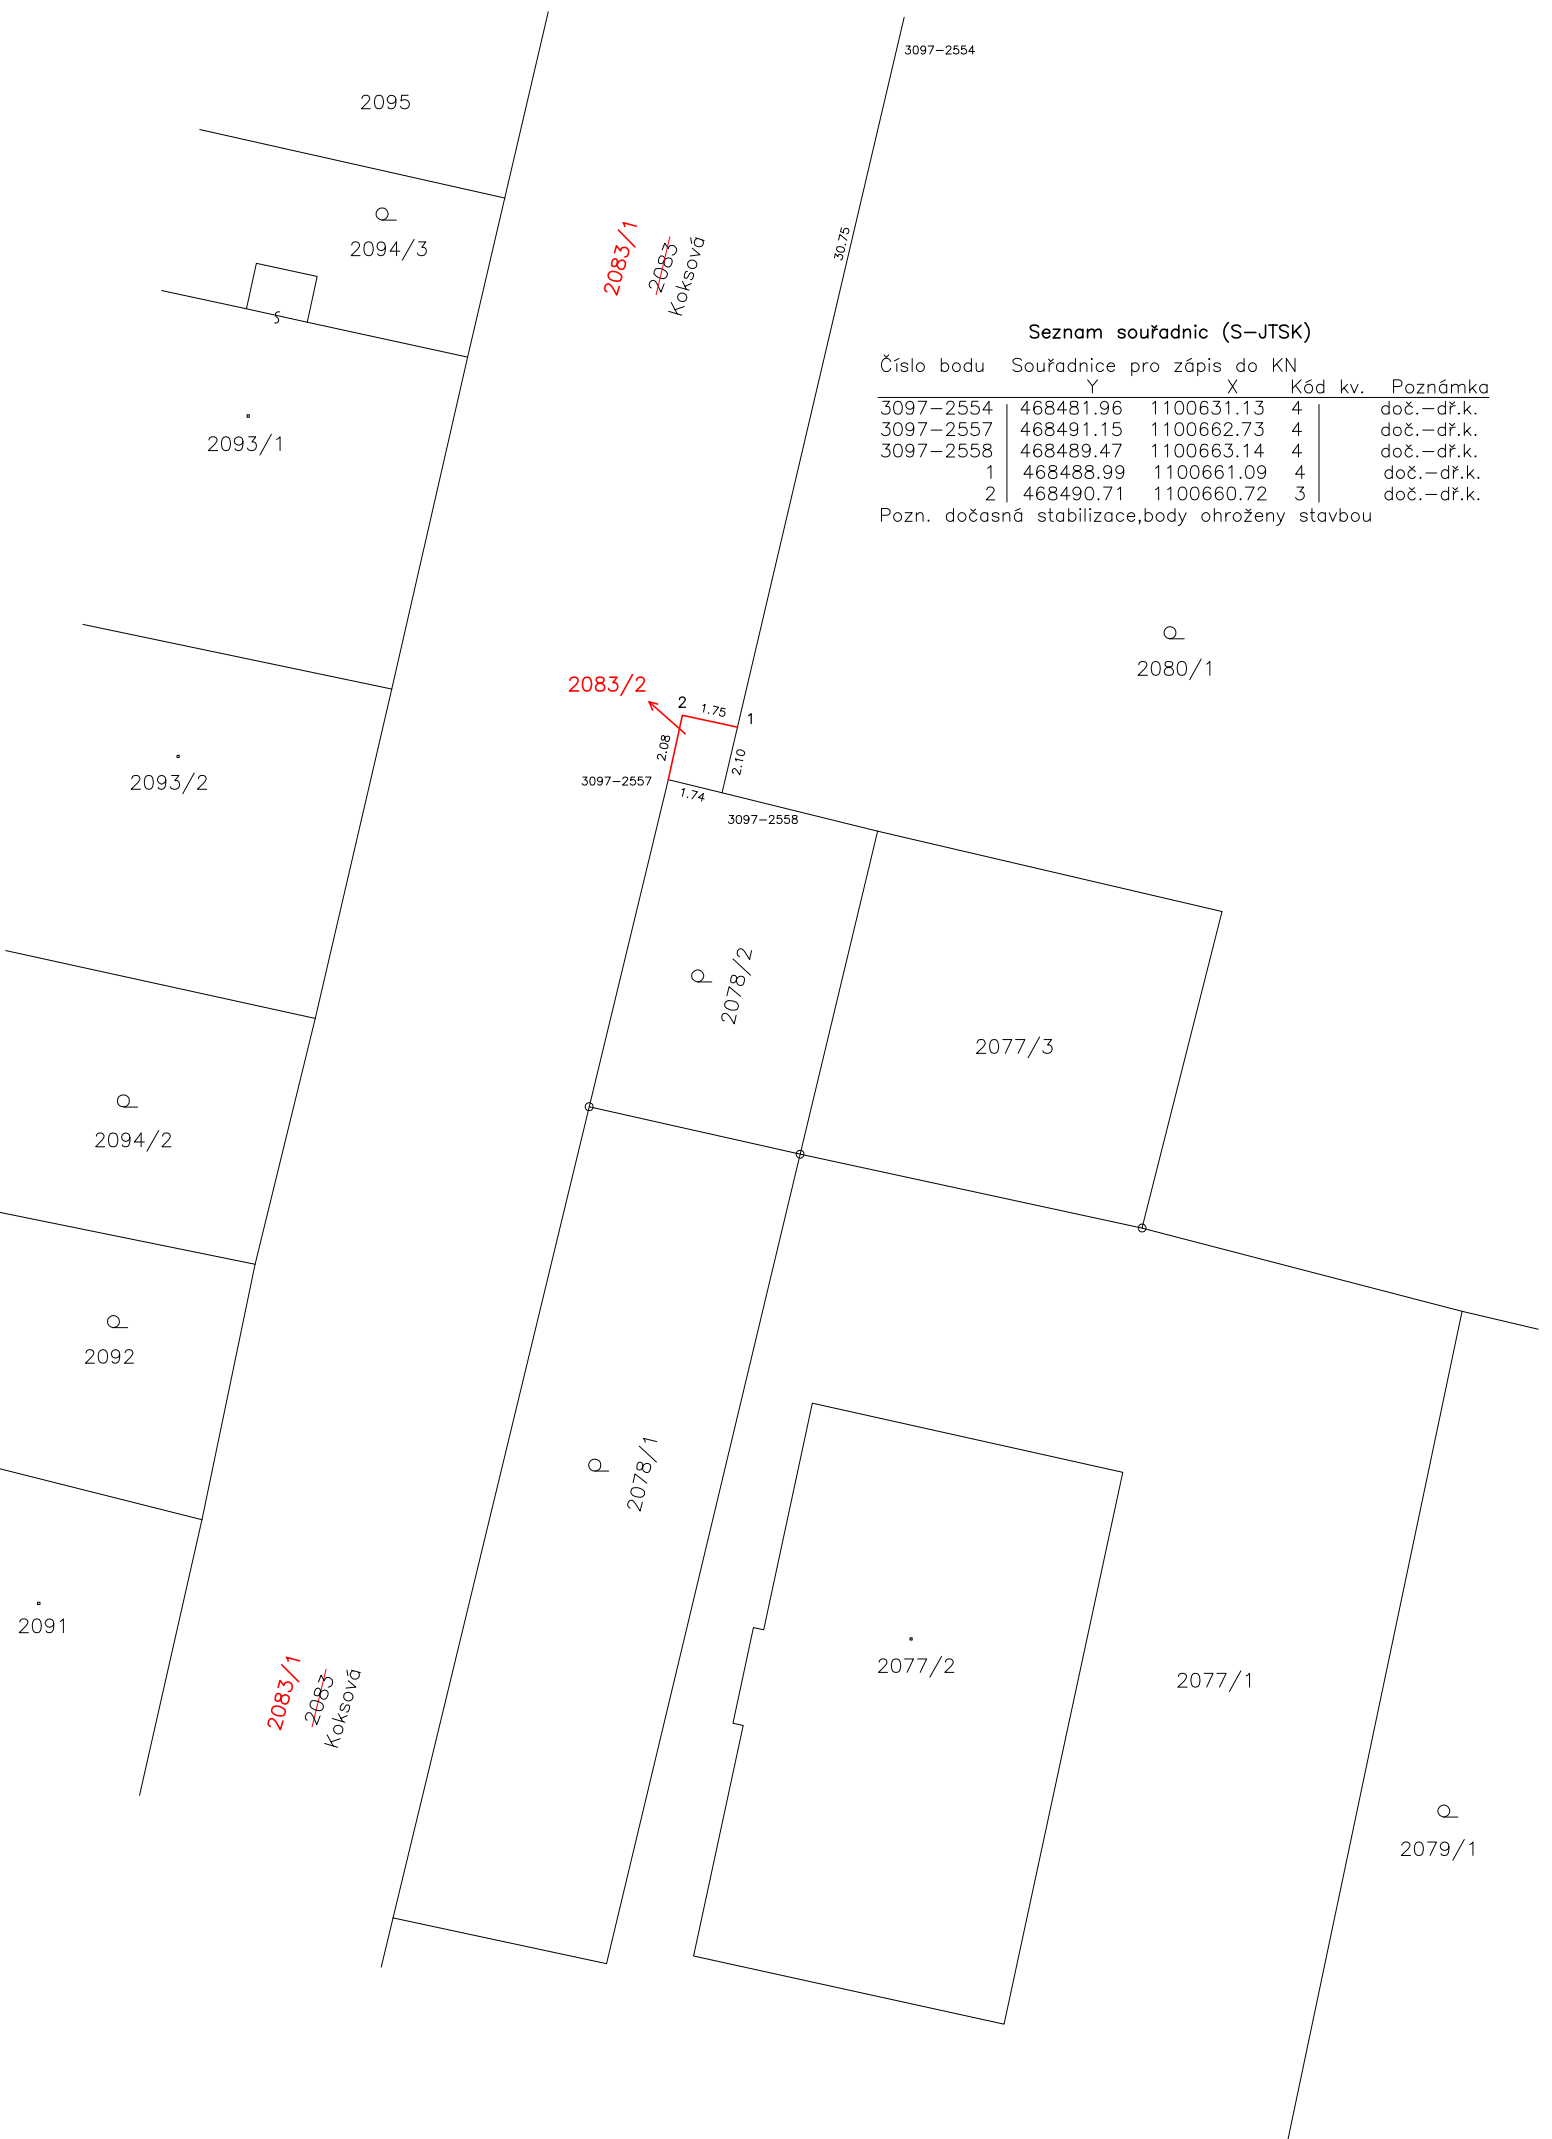 3097-2554
2095
2094/3
2083/1
2083
Koksová
30.75
Seznam souřadnic (S-JTSK)
Číslo bodu Souřadnice pro zápis do KN
Y X Kód kv. Poznámka
3097-2554 468481.96 1100631.13 4 doč.-dř.k.
3097-2557 468491.15 1100662.73 4 doč.-dř.k.
3097-2558 468489.47 1100663.14 4 doč.-dř.k.
1 468488.99 1100661.09 4 doč.-dř.k.
2 468490.71 1100660.72 3 doč.-dř.k.
Pozn. dočasná stabilizace,body ohroženy stavbou
2093/1
2080/1
2083/2
2
1.75
1
2.08
2.10
3097-2557
1.74
3097-2558
2093/2
2078/2
2077/3
2094/2
2092
2078/1
2091
2083/1
2083
Koksová
2077/2
2077/1
2079/1